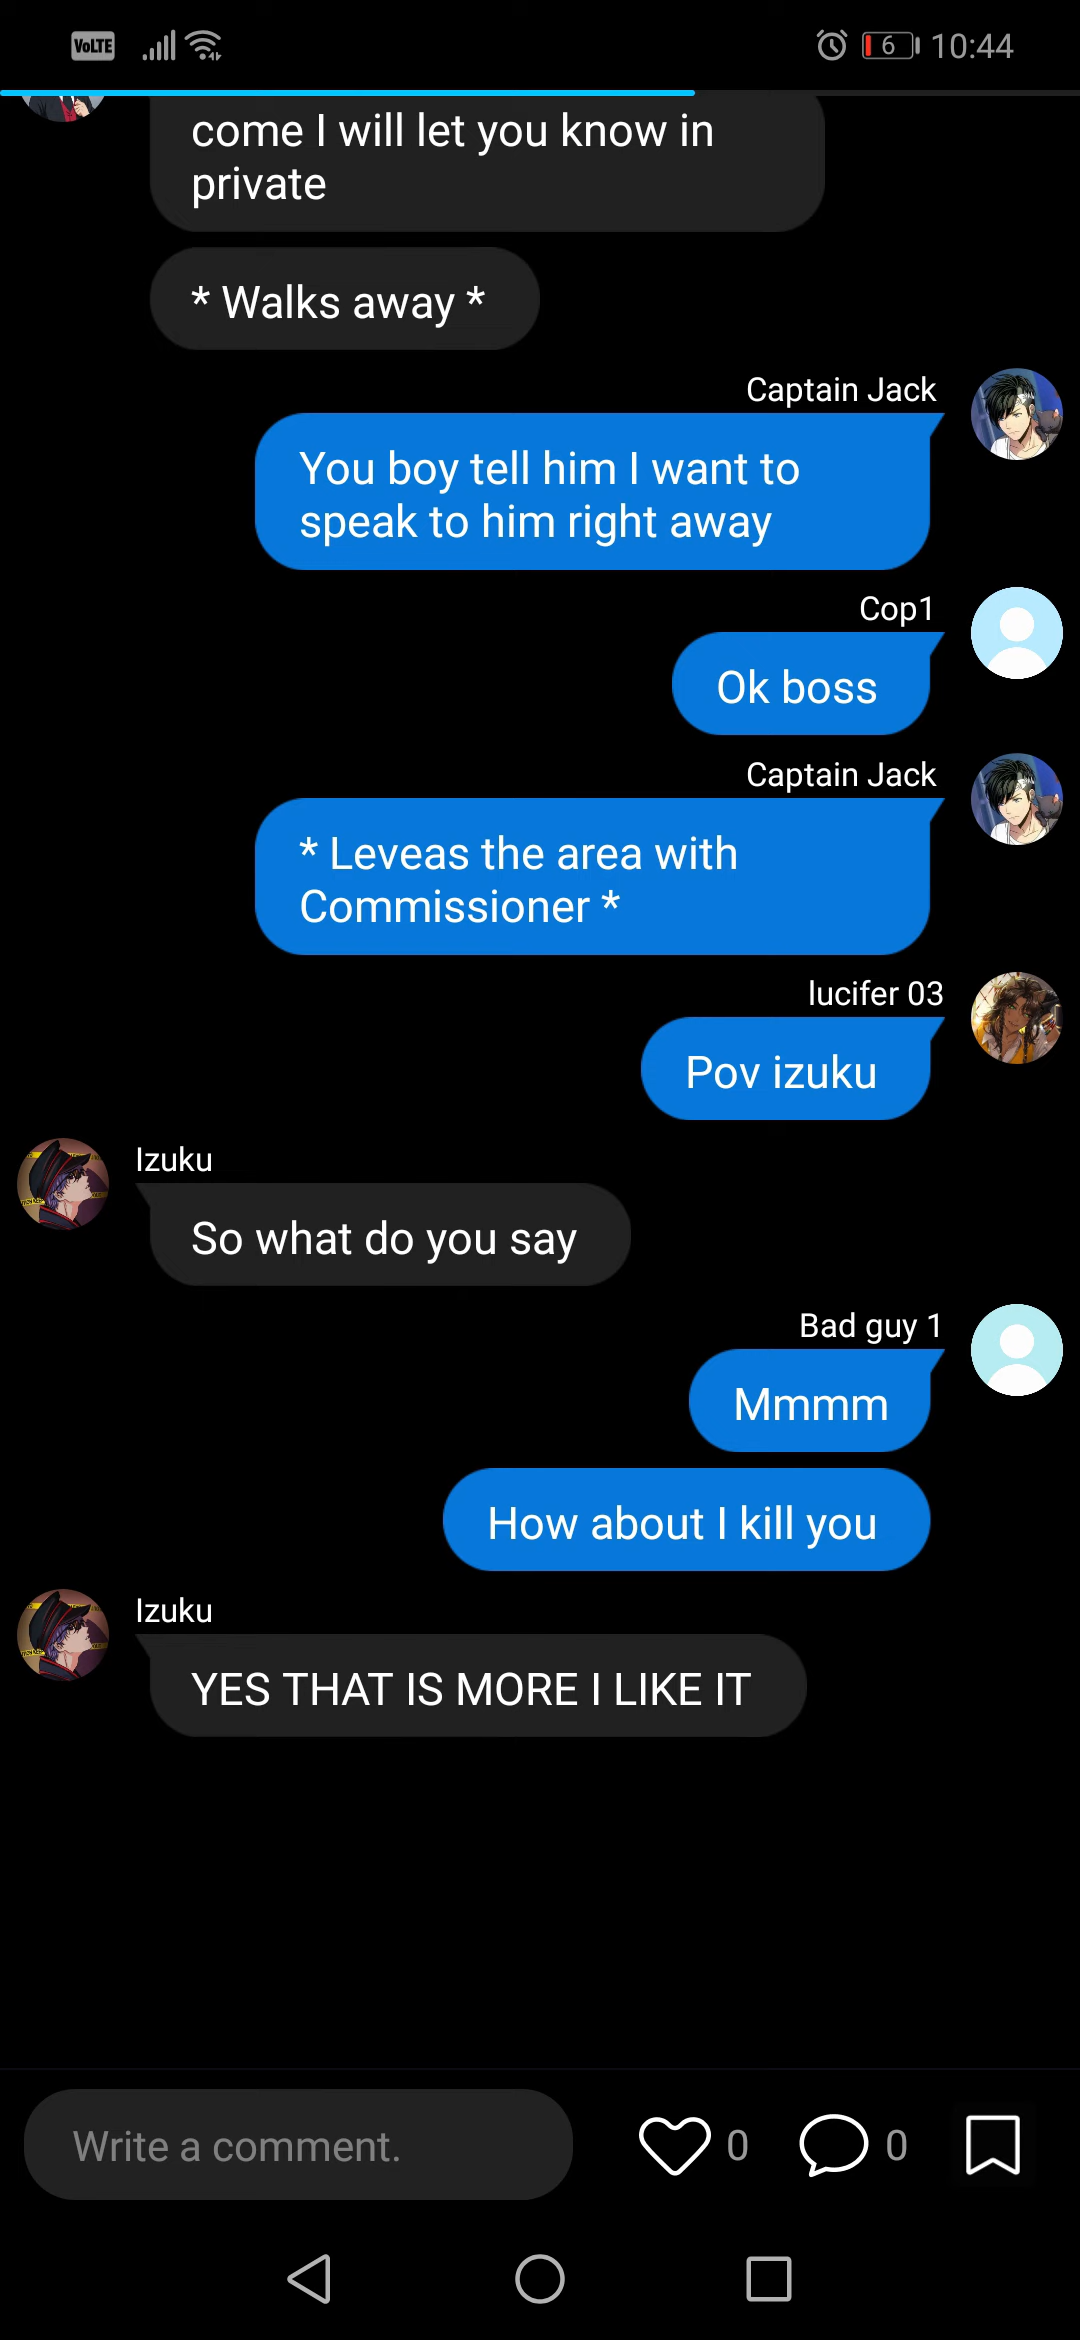 VoLTE
6
10:44
come I will let you know in
private
* Walks away *
Captain Jack
You boy tell him I want to
speak to him right away
Cop1
Ok boss
Captain Jack
* Leveas the area with
Commissioner *
lucifer 03
Pov izuku
Izuku
So what do you say
Bad guy 1
Mmmm
How about I kill you
Izuku
YES THAT IS MORE I LIKE IT
Write a comment.
0
0